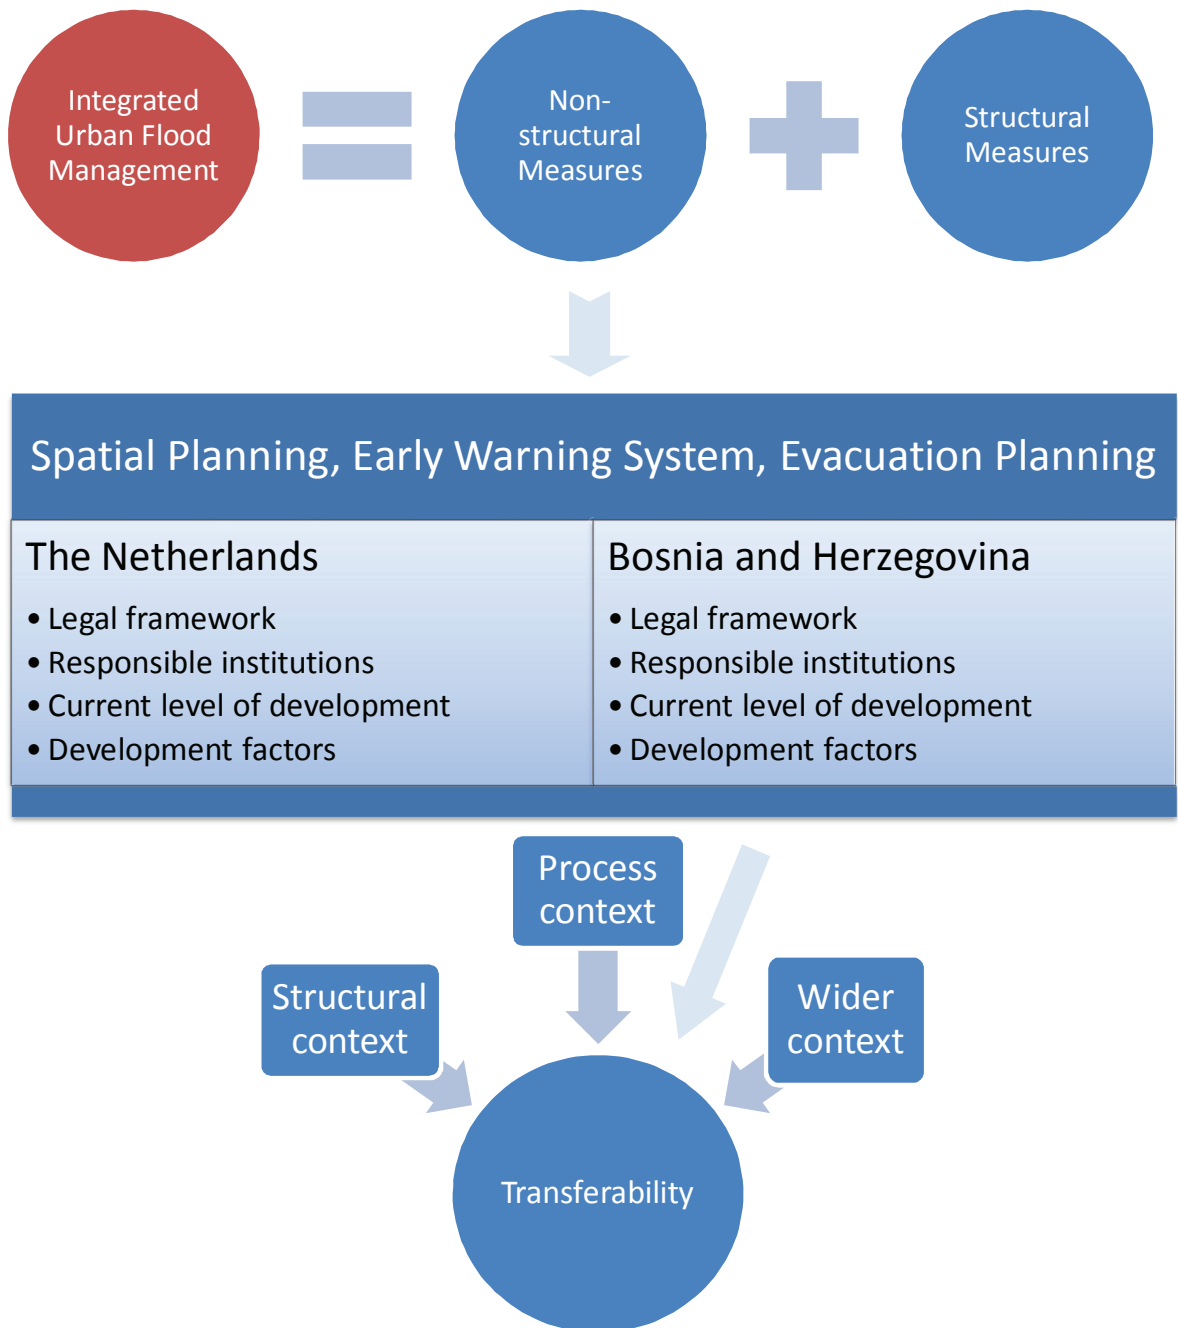 Integrated
Urban Flood
Management
Non-
structural
Measures
Structural
Measures
Spatial Planning, Early Warning System, Evacuation Planning
The Netherlands
• Legal framework
• Responsible institutions
• Current level of development
• Development factors
Bosnia and Herzegovina
• Legal framework
• Responsible institutions
• Current level of development
• Development factors
Process
context
Structural
context
Wider
context
Transferability